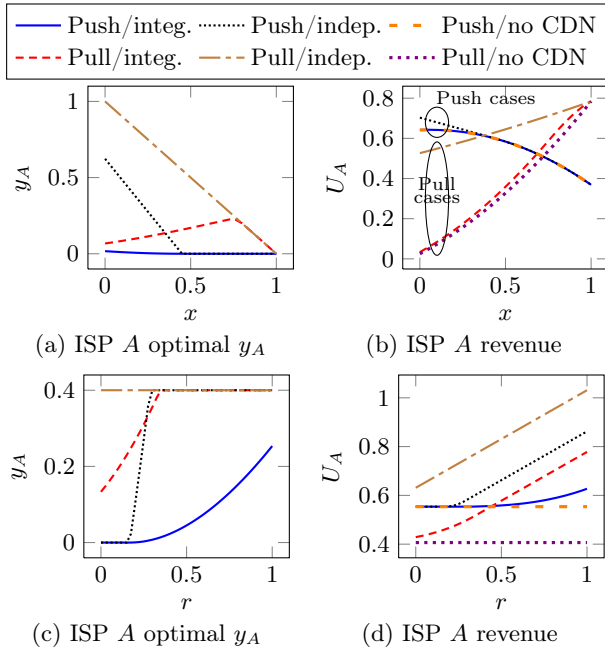 Push/integ. Push/indep. Push/no CDN
Pull/integ. Pull/indep. Pull/no CDN
1
0.5
0
y_A
0 0.5 1
x
(a) ISP A optimal y_A
0.8
0.6
0.4
0.2
0
U_A
Push cases
Pull
cases
0 0.5 1
x
(b) ISP A revenue
0.4
0.2
0
y_A
0 0.5 1
r
(c) ISP A optimal y_A
1
0.8
0.6
0.4
U_A
0 0.5 1
r
(d) ISP A revenue